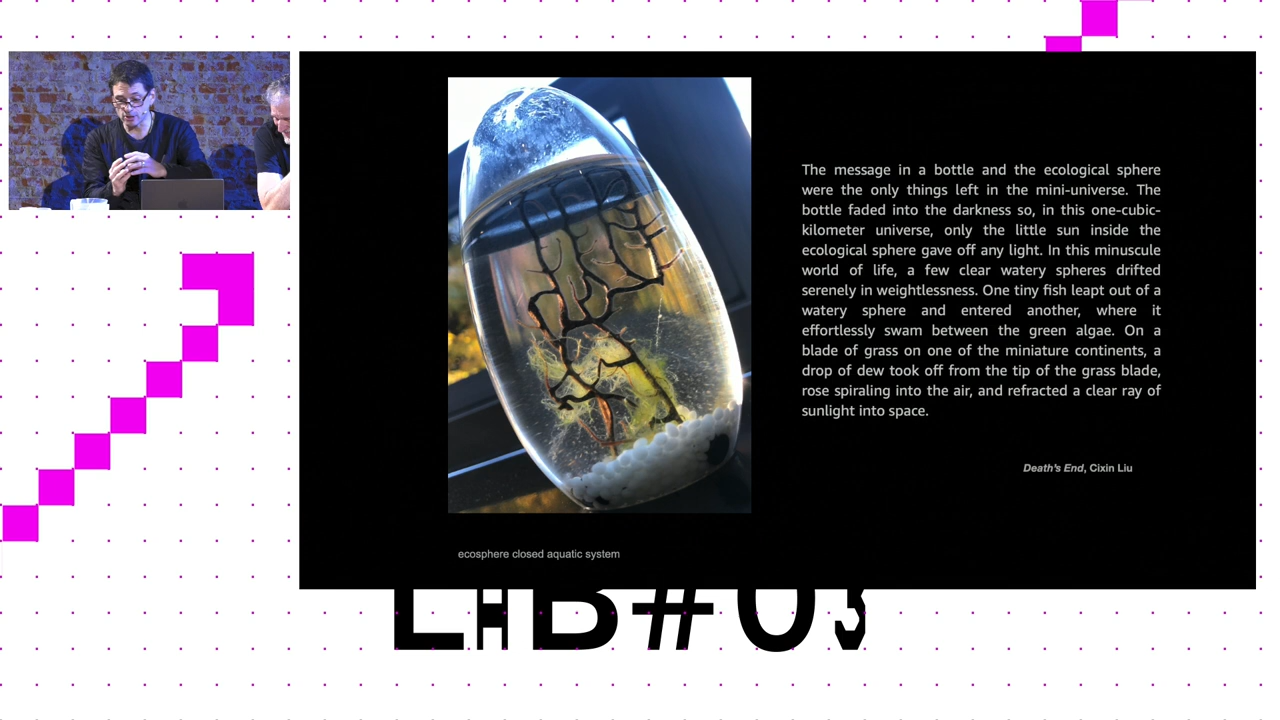 The message in a bottle and the ecological sphere
were the only things left in the mini-universe. The
bottle faded into the darkness so, in this one-cubic-
kilometer universe, only the little sun inside the
ecological sphere gave off any light. In this minuscule
world of life, a few clear watery spheres drifted
serenely in weightlessness. One tiny fish leapt out of a
watery sphere and entered another, where it
effortlessly swam between the green algae. On a
blade of grass on one of the miniature continents, a
drop of dew took off from the tip of the grass blade,
rose spiraling into the air, and refracted a clear ray of
sunlight into space.
Death's End, Cixin Liu
ecosphere closed aquatic system